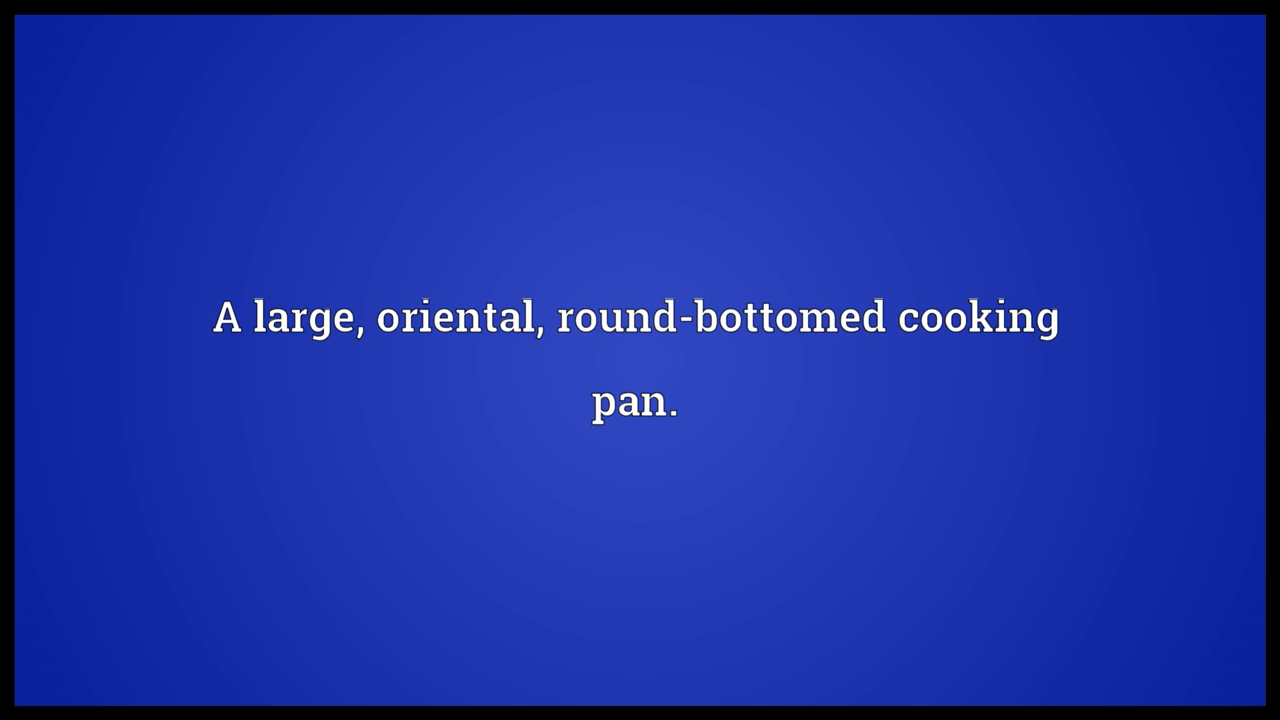 A large, oriental, round-bottomed cooking
pan.